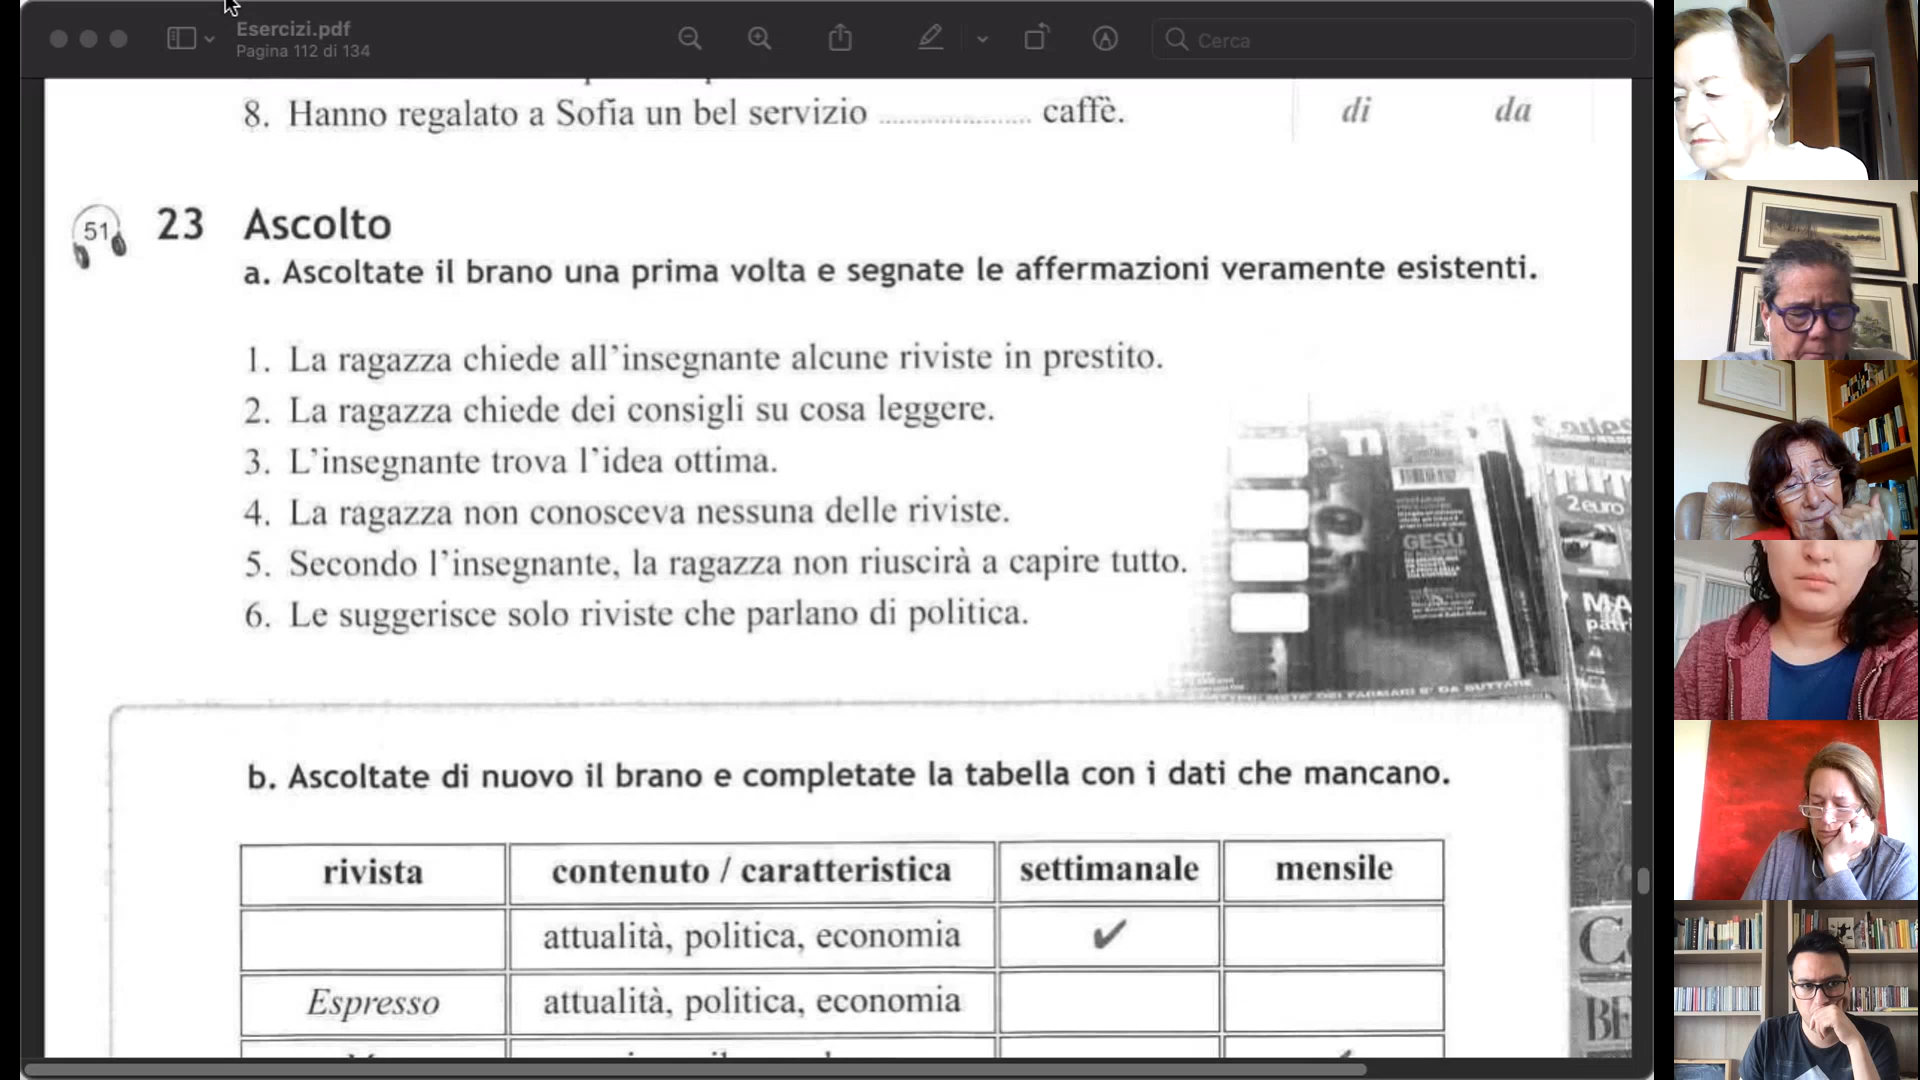 Esercizi.pdf
Pagina 112 di 134
Cerca
8. Hanno regalato a Sofia un bel servizio ..................... caffè. di da
51 23 Ascolto
a. Ascoltate il brano una prima volta e segnate le affermazioni veramente esistenti.
1. La ragazza chiede all'insegnante alcune riviste in prestito.
2. La ragazza chiede dei consigli su cosa leggere.
3. L'insegnante trova l'idea ottima.
4. La ragazza non conosceva nessuna delle riviste.
5. Secondo l'insegnante, la ragazza non riuscirà a capire tutto.
6. Le suggerisce solo riviste che parlano di politica.
2 euro
GESÙ
b. Ascoltate di nuovo il brano e completate la tabella con i dati che mancano.
rivista contenuto / caratteristica settimanale mensile
attualità, politica, economia ✔
Espresso attualità, politica, economia